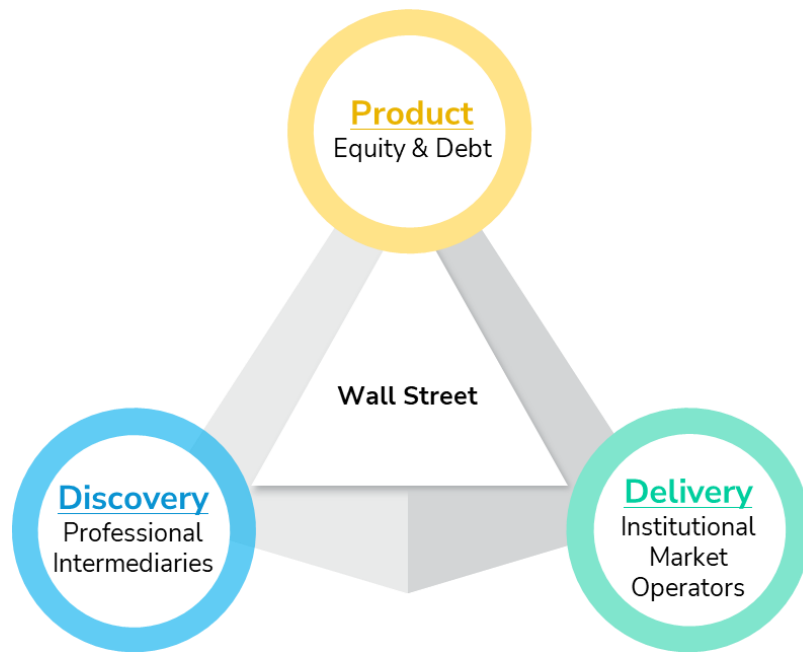 Product
Equity & Debt
Wall Street
Discovery
Professional
Intermediaries
Delivery
Institutional
Market
Operators